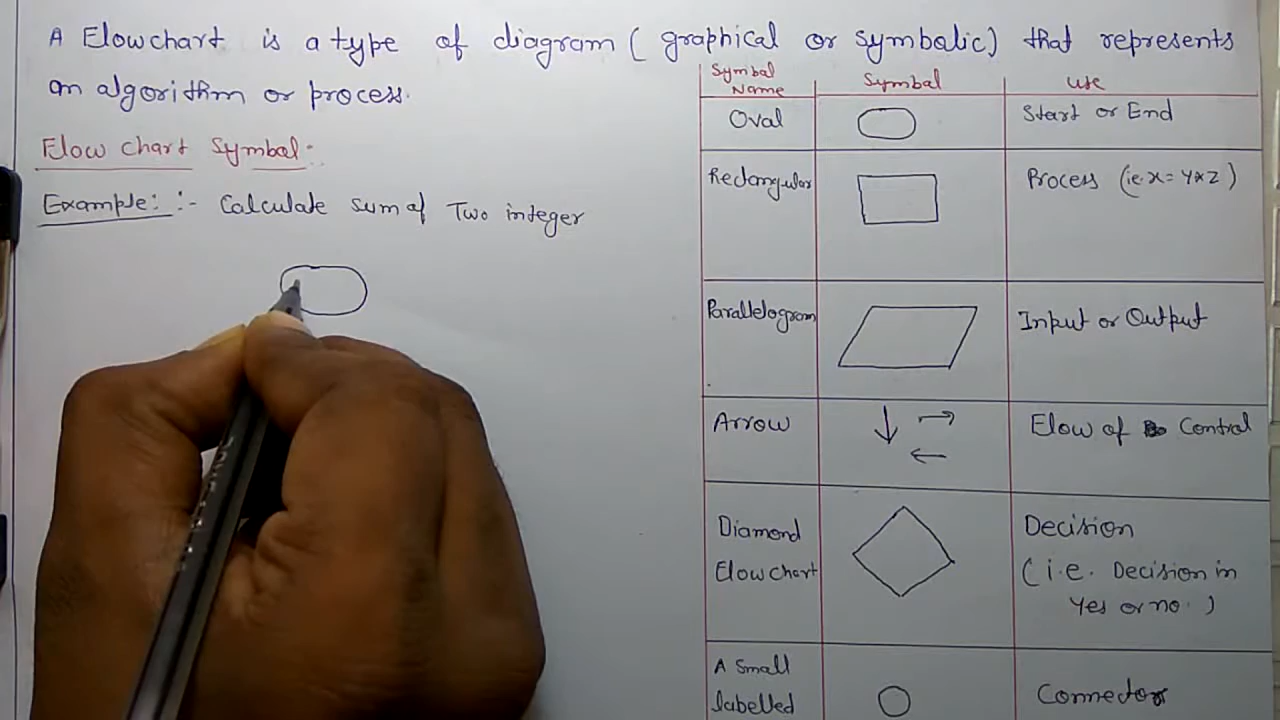 A Flowchart is a type of diagram ( graphical or symbolic) that represents
an algorithm or process.
Flow chart Symbol:-
Example: :- Calculate sum of Two integer
Symbol Name | Symbol | Use
Oval | Start or End
Rectangular | Process (i.e. x = y * z )
Parallelogram | Input or Output
Arrow | Flow of Control
Diamond Flowchart | Decision
( i.e. Decision in
Yes or no. )
A Small
labelled | Connector